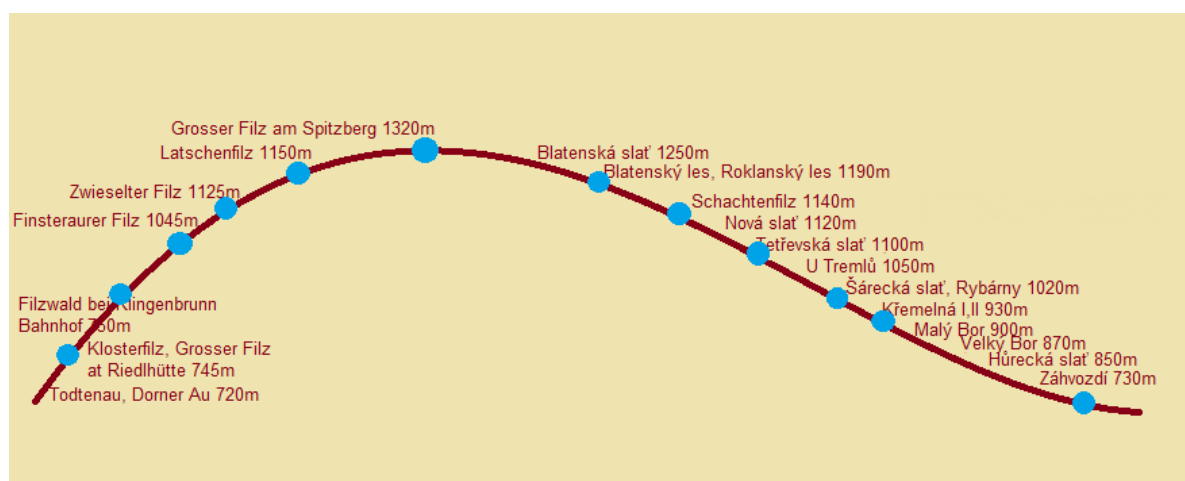 Grosser Filz am Spitzberg 1320m
Latschenfilz 1150m
Zwieselter Filz 1125m
Finsteraurer Filz 1045m
Filzwald bei Klingenbrunn
Bahnhof 750m
Klosterfilz, Grosser Filz
at Riedlhütte 745m
Todtenau, Dorner Au 720m
Blatenská slať 1250m
Blatenský les, Roklanský les 1190m
Schachtenfilz 1140m
Nová slať 1120m
Tetřevská slať 1100m
U Tremlů 1050m
Šárecká slať, Rybárny 1020m
Křemelná I,II 930m
Malý Bor 900m
Velký Bor 870m
Hůrecká slať 850m
Záhvozdí 730m